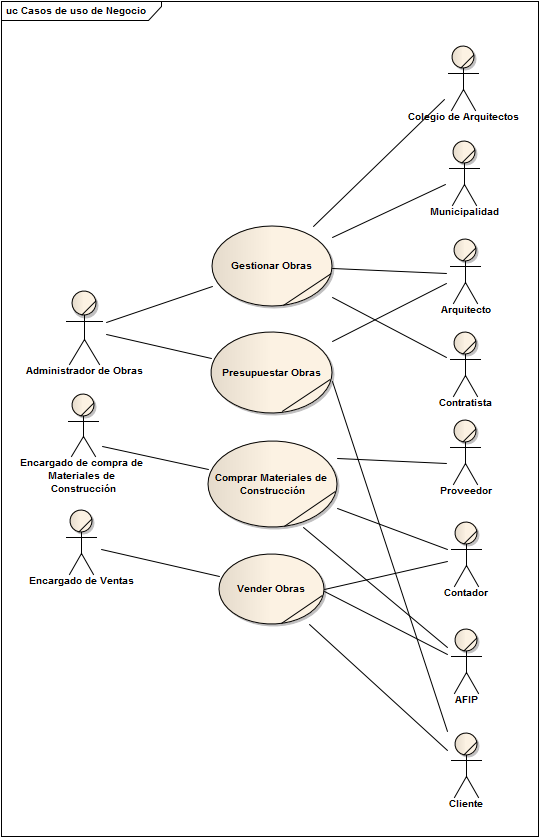 uc Casos de uso de Negocio
Colegio de Arquitectos
Municipalidad
Gestionar Obras
Arquitecto
Administrador de Obras
Presupuestar Obras
Contratista
Encargado de compra de
Materiales de
Construcción
Comprar Materiales de
Construcción
Proveedor
Encargado de Ventas
Vender Obras
Contador
AFIP
Cliente